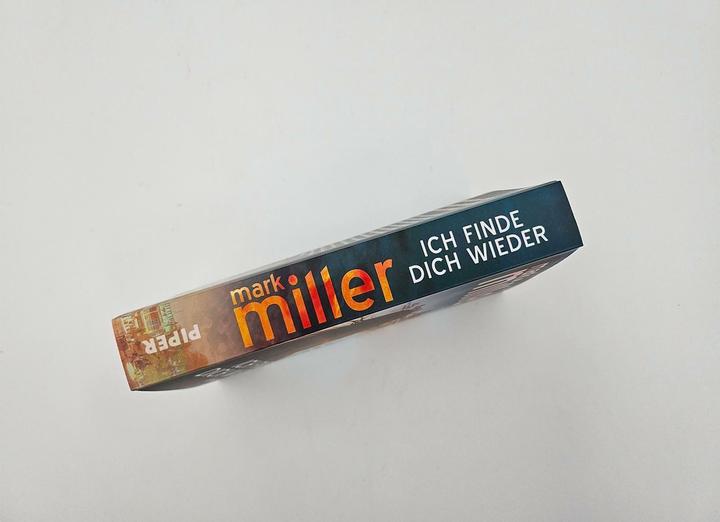 mark
miller
ICH FINDE
DICH WIEDER
PIPER